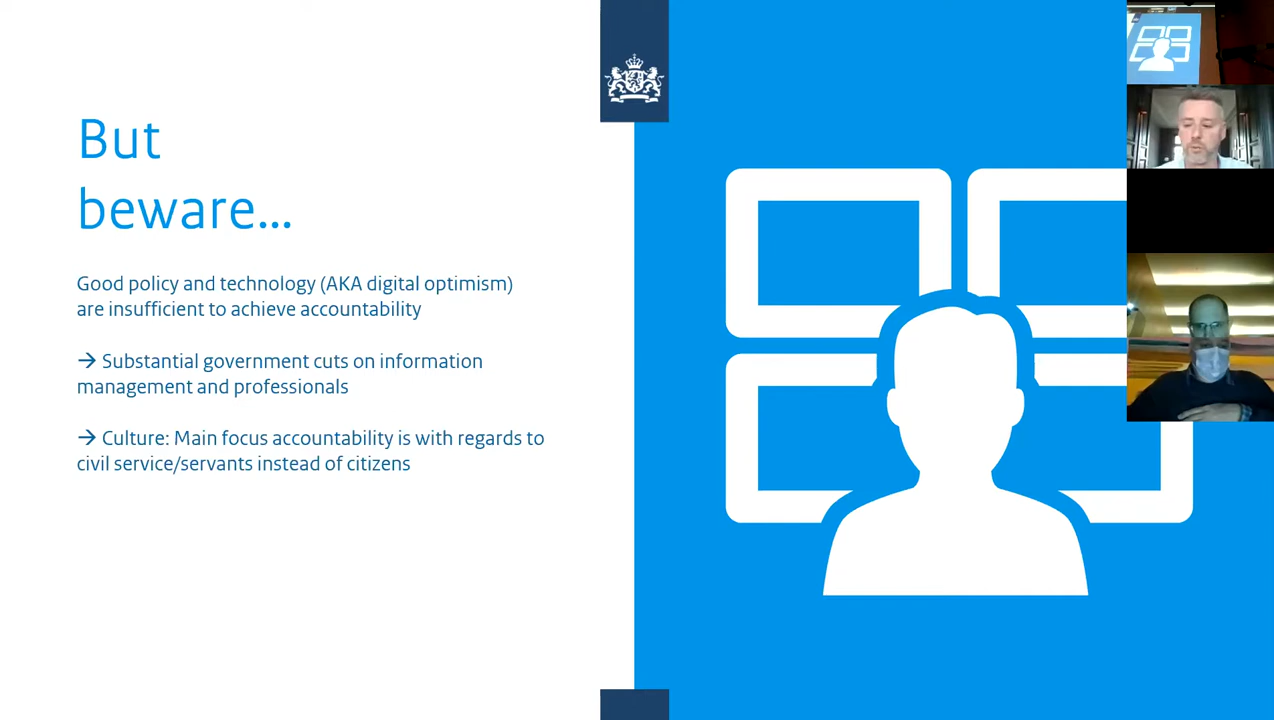 But
beware...
Good policy and technology (AKA digital optimism)
are insufficient to achieve accountability
→ Substantial government cuts on information
management and professionals
→ Culture: Main focus accountability is with regards to
civil service/servants instead of citizens